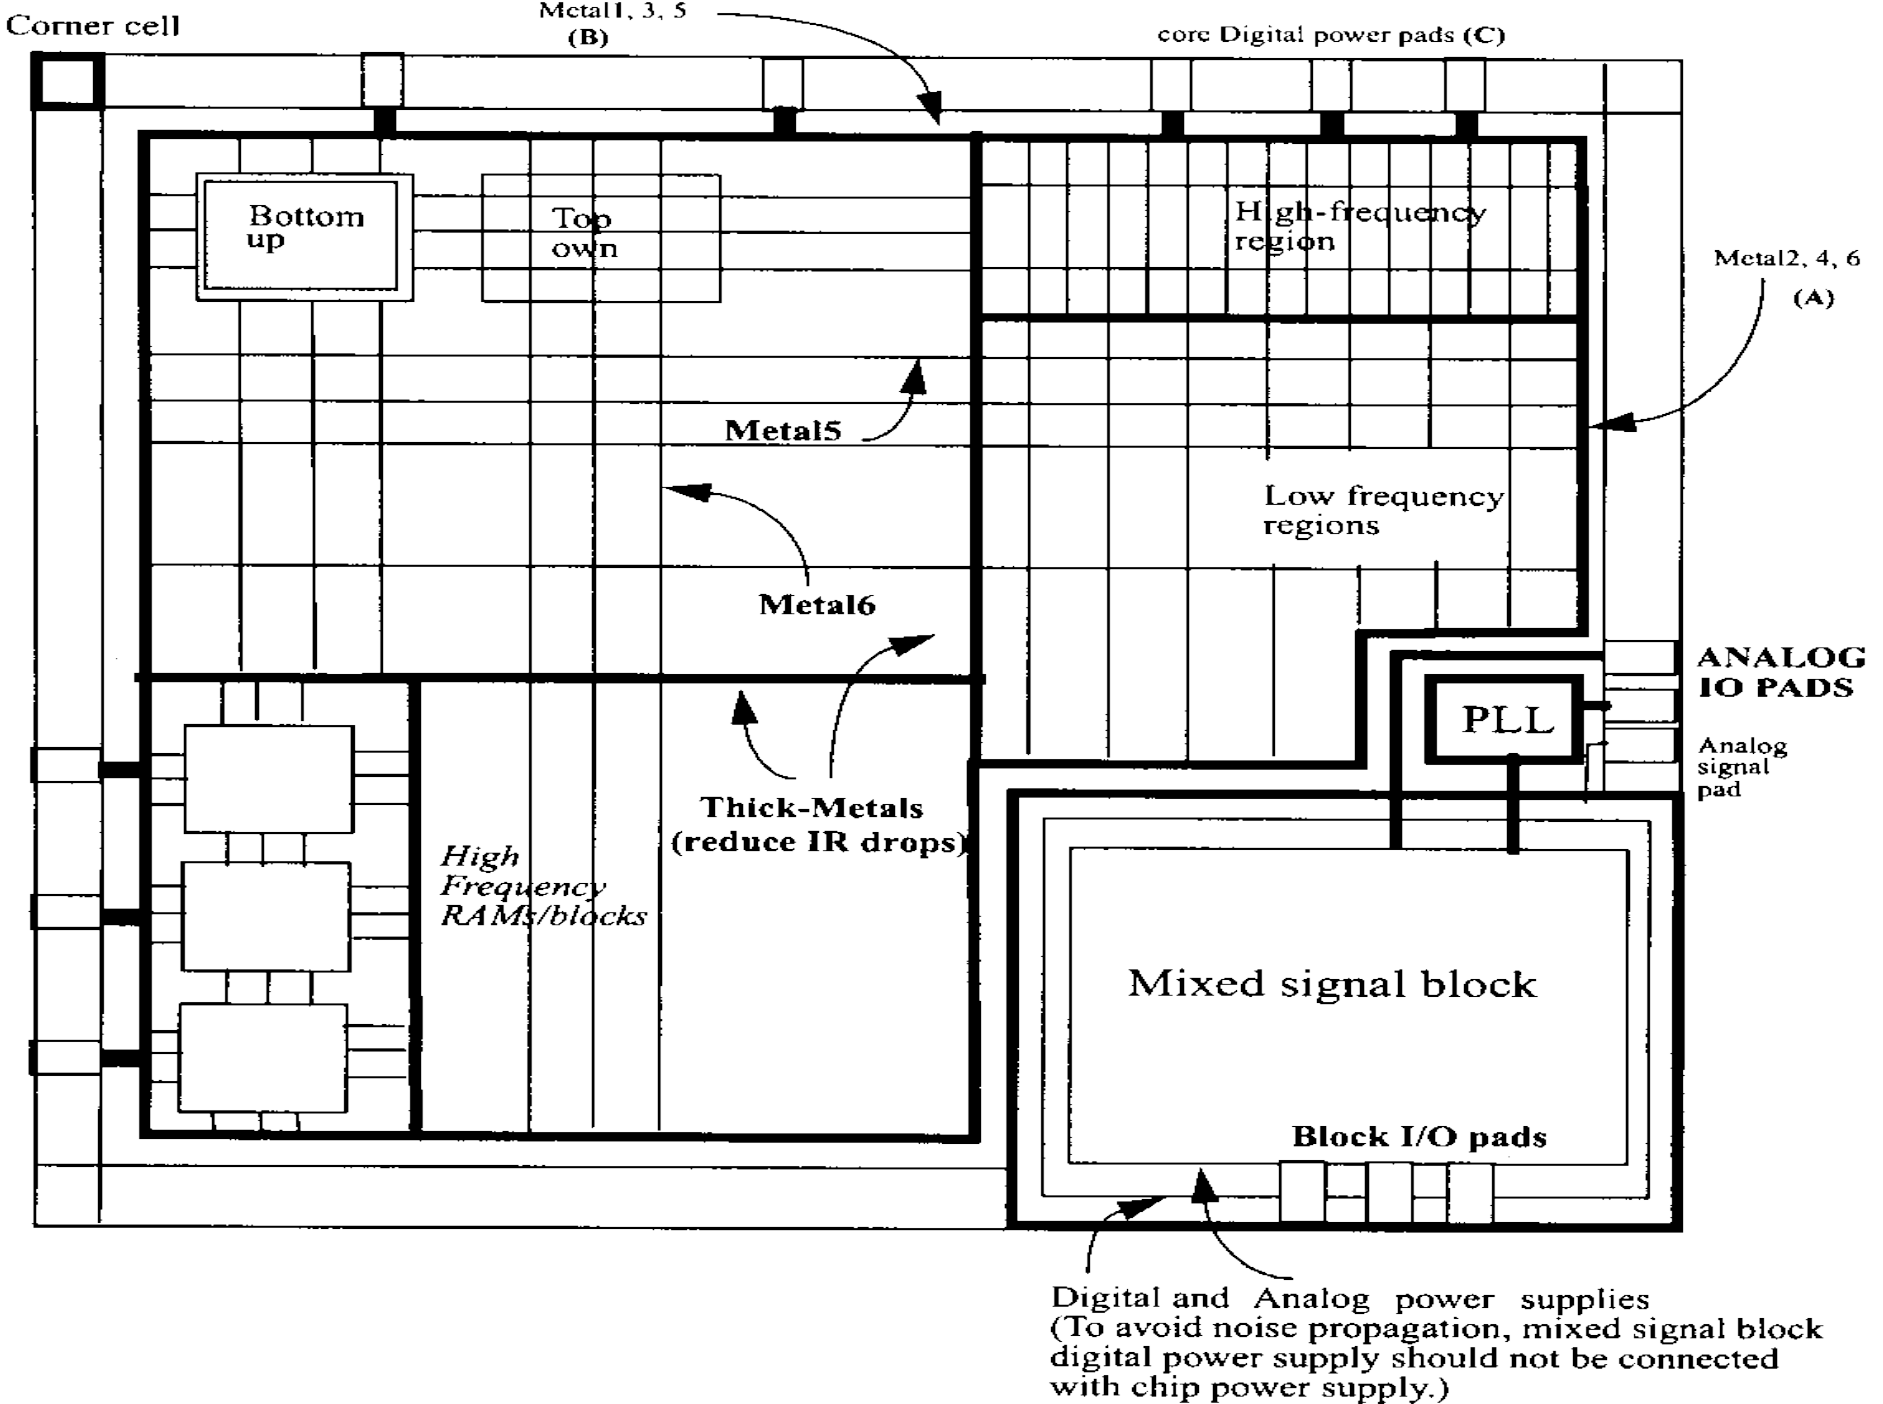 Metal1, 3, 5
(B)
Corner cell
core Digital power pads (C)
Bottom
up
Top
own
High-frequency
region
Metal2, 4, 6
(A)
Metal5
Low frequency
regions
Metal6
ANALOG
IO PADS
PLL
Analog
signal
pad
Thick-Metals
(reduce IR drops)
High
Frequency
RAMs/blocks
Mixed signal block
Block I/O pads
Digital and Analog power supplies
(To avoid noise propagation, mixed signal block
digital power supply should not be connected
with chip power supply.)